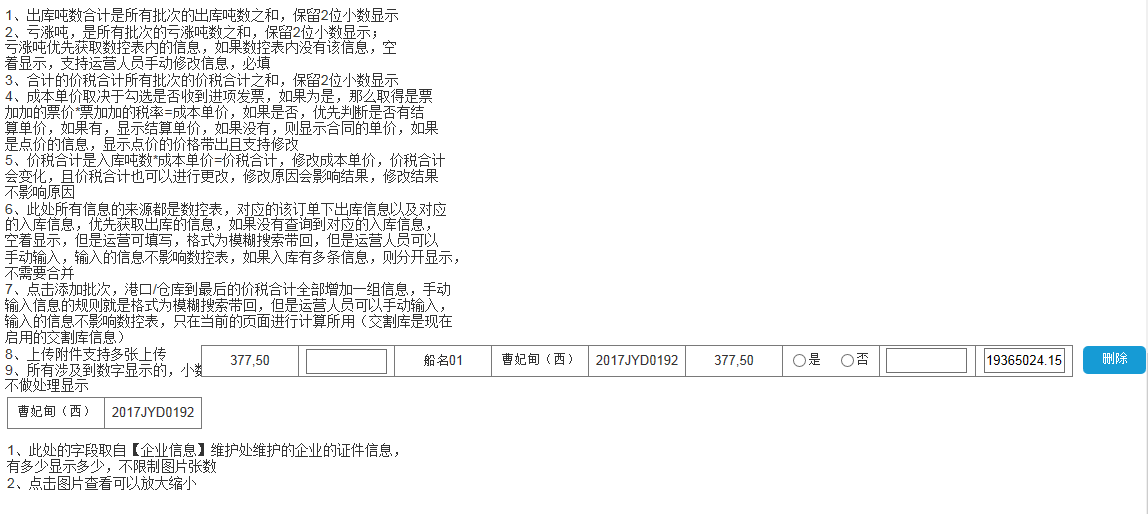 1、出库吨数合计是所有批次的出库吨数之和，保留2位小数显示
2、亏涨吨，是所有批次的亏涨吨数之和，保留2位小数显示；
亏涨吨优先获取数控表内的信息，如果数控表内没有该信息，空
着显示，支持运营人员手动修改信息，必填
3、合计的价税合计所有批次的价税合计之和，保留2位小数显示
4、成本单价取决于勾选是否收到进项发票，如果为是，那么取得是票
加加的票价*票加加的税率=成本单价，如果是否，优先判断是否有结
算单价，如果有，显示结算单价，如果没有，则显示合同的单价，如果
是点价的信息，显示点价的价格带出且支持修改
5、价税合计是入库吨数*成本单价=价税合计，修改成本单价，价税合计
会变化，且价税合计也可以进行更改，修改原因会影响结果，修改结果
不影响原因
6、此处所有信息的来源都是数控表，对应的该订单下出库信息以及对应
的入库信息，优先获取出库的信息，如果没有查询到对应的入库信息，
空着显示，但是运营可填写，格式为模糊搜索带回，但是运营人员可以
手动输入，输入的信息不影响数控表，如果入库有多条信息，则分开显示，
不需要合并
7、点击添加批次，港口/仓库到最后的价税合计全部增加一组信息，手动
输入信息的规则就是格式为模糊搜索带回，但是运营人员可以手动输入，
输入的信息不影响数控表，只在当前的页面进行计算所用（交割库是现在
启用的交割库信息）
8、上传附件支持多张上传
9、所有涉及到数字显示的，小数
不做处理显示
377,50 船名01 曹妃甸（西） 2017JYD0192 377,50 是 否 19365024.15 删除
曹妃甸（西） 2017JYD0192
1、此处的字段取自【企业信息】维护处维护的企业的证件信息，
有多少显示多少，不限制图片张数
2、点击图片查看可以放大缩小